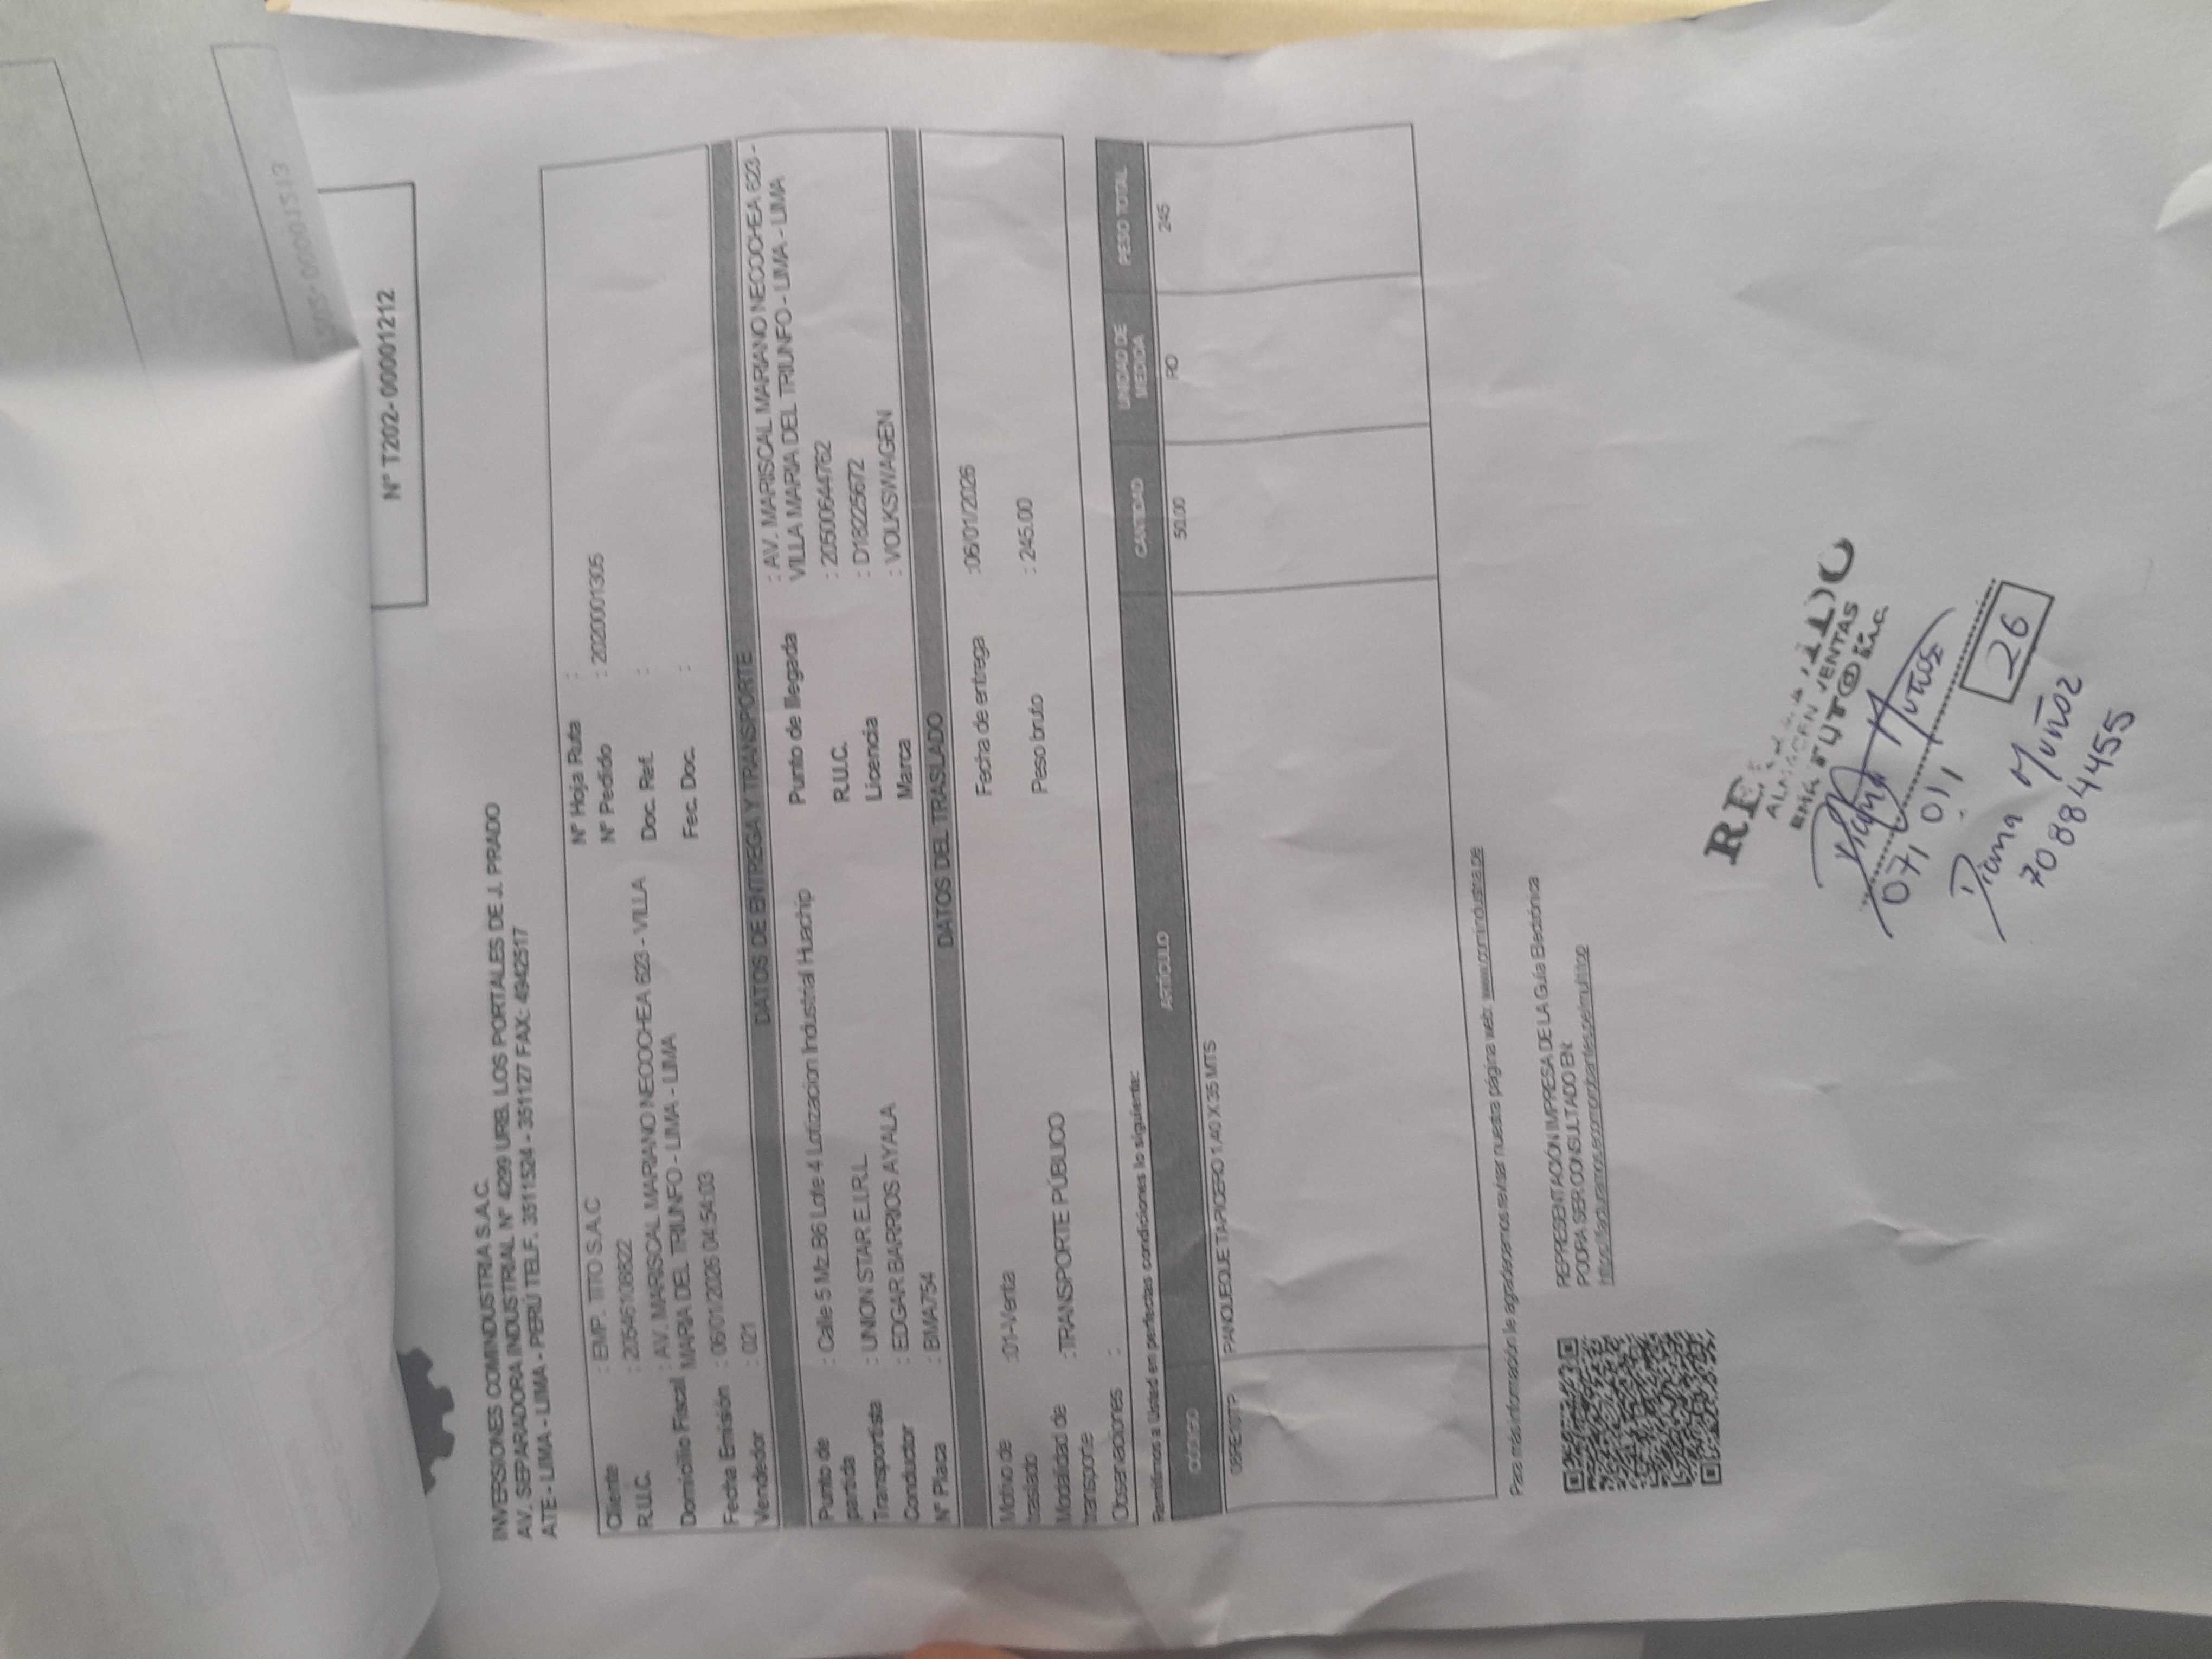 N° T202-00001212
INVERSIONES COMINDUSTRIA S.A.C.
AV. SEPARADORA INDUSTRIAL N° 4299 URB. LOS PORTALES DE J. PRADO
ATE - LIMA - LIMA - PERÚ TELF. 3511524 - 3511127 FAX: 4942517
Cliente : EMP. TITO S.A.C
R.U.C. : 20546108822
Domicilio Fiscal : AV. MARISCAL MARIANO NECOCHEA 623 - VILLA
MARIA DEL TRIUNFO - LIMA - LIMA
Fecha Emisión : 06/01/2026 04:54:03
Vendedor : 021
N° Hoja Ruta :
N° Pedido : 2020001305
Doc. Ref. :
Fec. Doc. :
DATOS DE ENTREGA Y TRANSPORTE
Punto de partida : Calle 5 Mz.B6 Lote 4 Lotizacion Industrial Huachip
Transportista : UNION STAR E.I.R.L.
Conductor : EDGAR BARRIOS AYALA
N° Placa : BMA754
Punto de llegada : AV. MARISCAL MARIANO NECOCHEA 623 -
VILLA MARIA DEL TRIUNFO - LIMA - LIMA
R.U.C. : 20500644762
Licencia : D18225672
Marca : VOLKSWAGEN
DATOS DEL TRASLADO
Motivo de traslado :01-Venta
Modalidad de transporte :TRANSPORTE PÚBLICO
Observaciones :
Fecha de entrega :06/01/2026
Peso bruto : 245.00
Remitimos a Usted en perfectas condiciones lo siguiente:
CÓDIGO ARTÍCULO CANTIDAD UNIDAD DE MEDIDA PESO TOTAL
PANQUEQUE TAPICERO 1.40 X 35 MTS 50.00 RO 245
Para más información le agradecemos revisar nuestra página web: www.comindustria.pe
REPRESENTACIÓN IMPRESA DE LA Guía Electrónica
PODRA SER CONSULTADO EN:
ALMACEN VENTAS
Diana Muñoz
07 01 26
Diana Muñoz
70884455